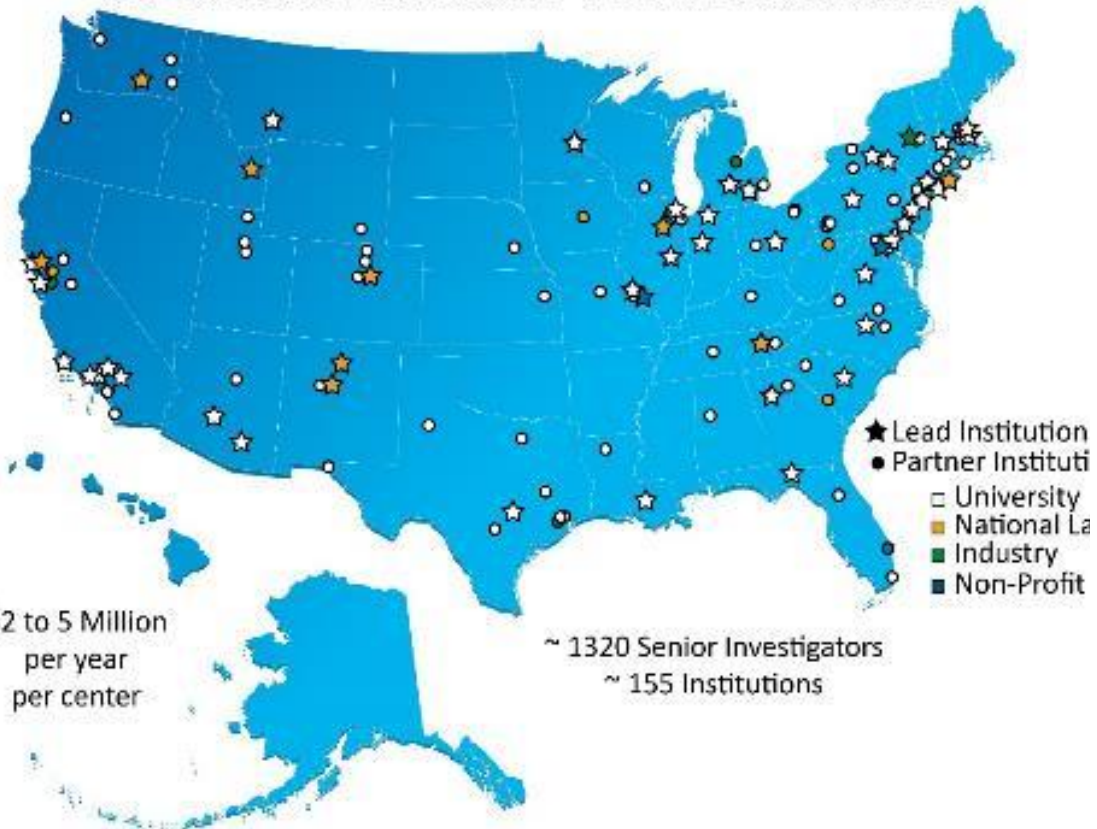 ★ Lead Institution
● Partner Instituti
□ University
■ National La
■ Industry
■ Non-Profit
2 to 5 Million
per year
per center
~ 1320 Senior Investigators
~ 155 Institutions